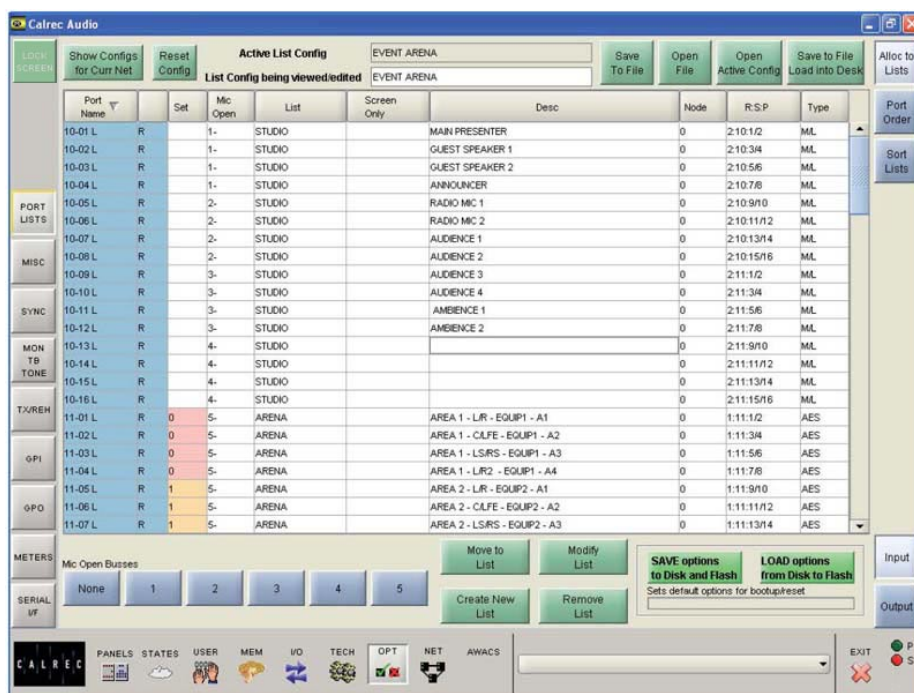 Calrec Audio
LOCK SCREEN
Show Configs for Curr Net
Reset Config
Active List Config EVENT ARENA
List Config being viewed/edited EVENT ARENA
Save To File
Open File
Open Active Config
Save to File Load into Desk
Alloc to Lists
Port Order
Sort Lists
Port Name Set Mic Open List Screen Only Desc Node R:S:P Type
10-01 L R 1- STUDIO MAIN PRESENTER 0 2:10:1/2 M/L
10-02 L R 1- STUDIO GUEST SPEAKER 1 0 2:10:3/4 M/L
10-03 L R 1- STUDIO GUEST SPEAKER 2 0 2:10:5/6 M/L
10-04 L R 1- STUDIO ANNOUNCER 0 2:10:7/8 M/L
10-05 L R 2- STUDIO RADIO MIC 1 0 2:10:9/10 M/L
10-06 L R 2- STUDIO RADIO MIC 2 0 2:10:11/12 M/L
10-07 L R 2- STUDIO AUDIENCE 1 0 2:10:13/14 M/L
10-08 L R 2- STUDIO AUDIENCE 2 0 2:10:15/16 M/L
10-09 L R 3- STUDIO AUDIENCE 3 0 2:11:1/2 M/L
10-10 L R 3- STUDIO AUDIENCE 4 0 2:11:3/4 M/L
10-11 L R 3- STUDIO AMBIENCE 1 0 2:11:5/6 M/L
10-12 L R 3- STUDIO AMBIENCE 2 0 2:11:7/8 M/L
10-13 L R 4- STUDIO 0 2:11:9/10 M/L
10-14 L R 4- STUDIO 0 2:11:11/12 M/L
10-15 L R 4- STUDIO 0 2:11:13/14 M/L
10-16 L R 4- STUDIO 0 2:11:15/16 M/L
11-01 L R 0 5- ARENA AREA 1 - L/R - EQUIP1 - A1 0 1:11:1/2 AES
11-02 L R 0 5- ARENA AREA 1 - C/LFE - EQUIP1 - A2 0 1:11:3/4 AES
11-03 L R 0 5- ARENA AREA 1 - LS/RS - EQUIP1 - A3 0 1:11:5/6 AES
11-04 L R 0 5- ARENA AREA 1 - L/R2 - EQUIP1 - A4 0 1:11:7/8 AES
11-05 L R 1 5- ARENA AREA 2 - L/R - EQUIP2 - A1 0 1:11:9/10 AES
11-06 L R 1 5- ARENA AREA 2 - C/LFE - EQUIP2 - A2 0 1:11:11/12 AES
11-07 L R 1 5- ARENA AREA 2 - LS/RS - EQUIP2 - A3 0 1:11:13/14 AES
PORT LISTS
MISC
SYNC
MON TB TONE
TX/REH
GPI
GPO
METERS
SERIAL I/F
Mic Open Busses
None 1 2 3 4 5
Move to List
Modify List
Create New List
Remove List
SAVE options to Disk and Flash
LOAD options from Disk to Flash
Sets default options for bootup/reset
Input
Output
CALREC
PANELS STATES USER MEM I/O TECH OPT NET AWACS
EXIT
P
S